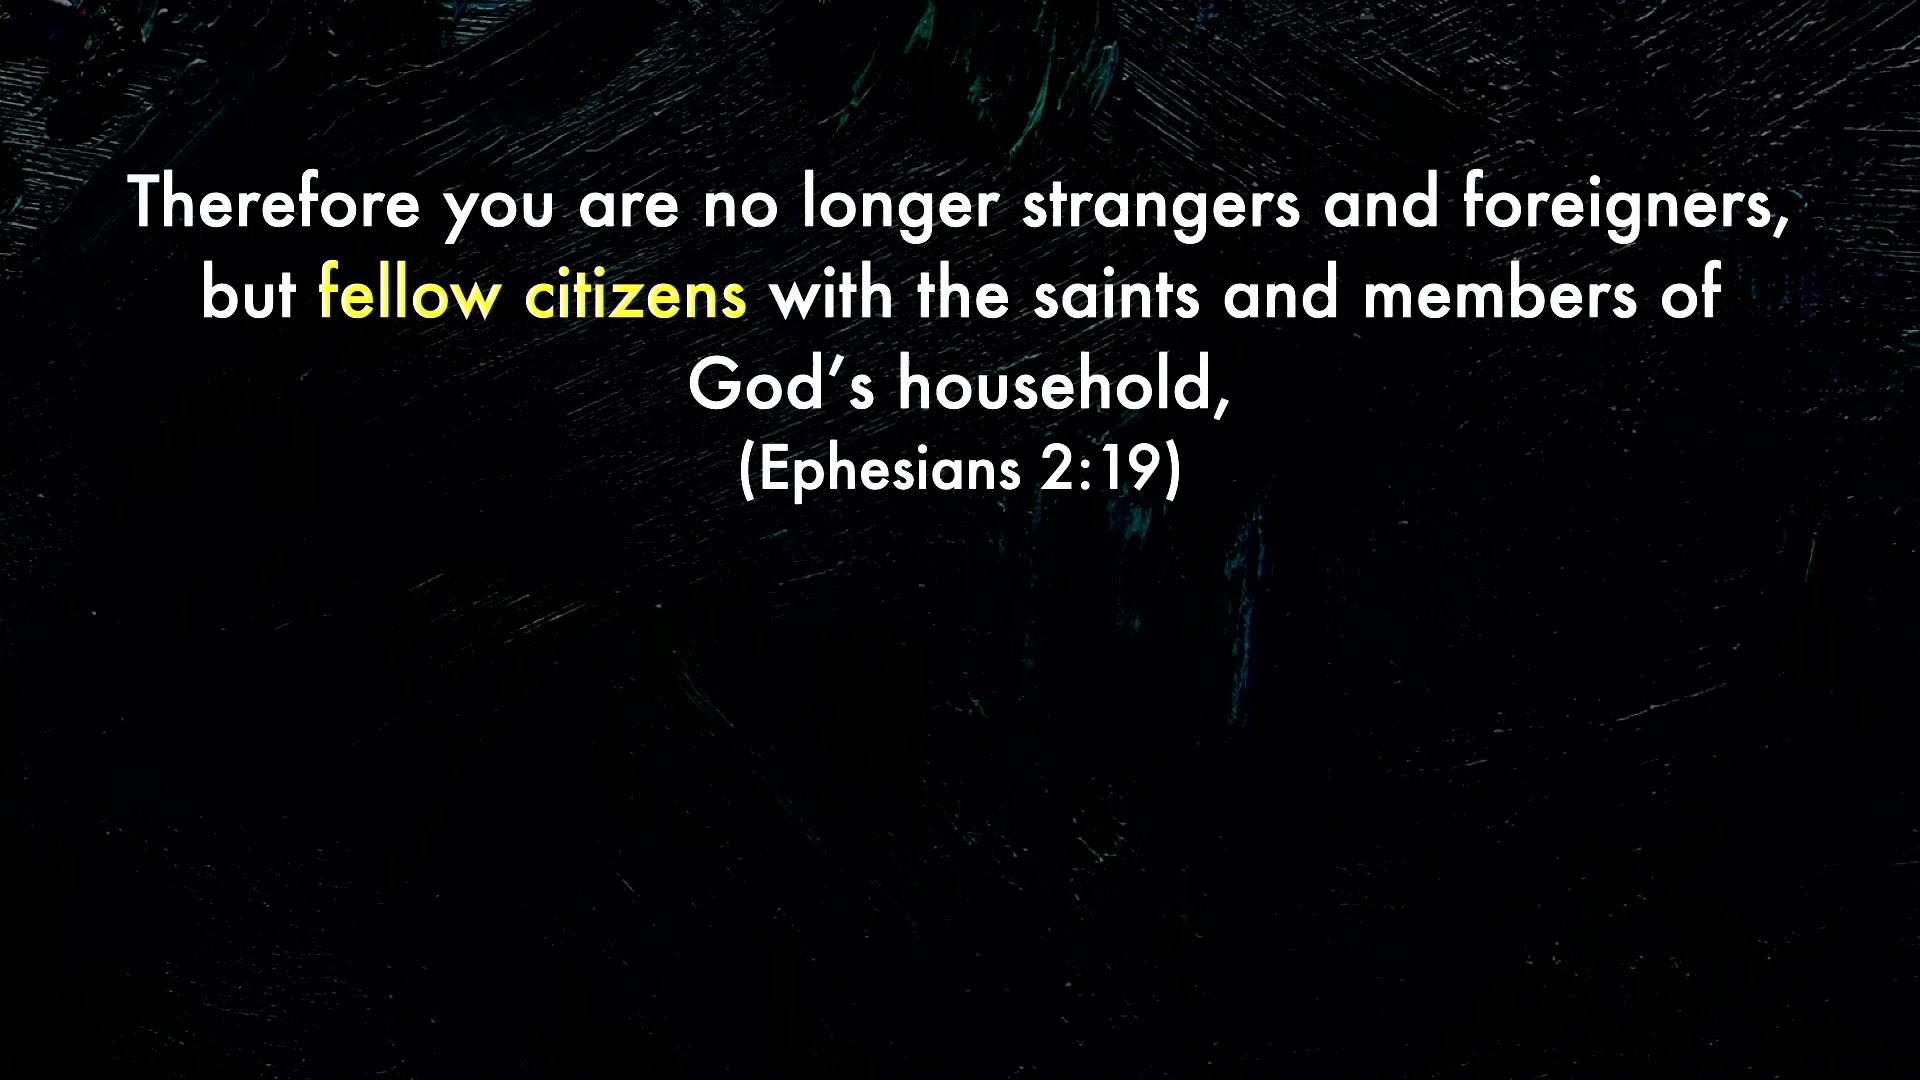 Therefore you are no longer strangers and foreigners,
but fellow citizens with the saints and members of
God’s household,
(Ephesians 2:19)